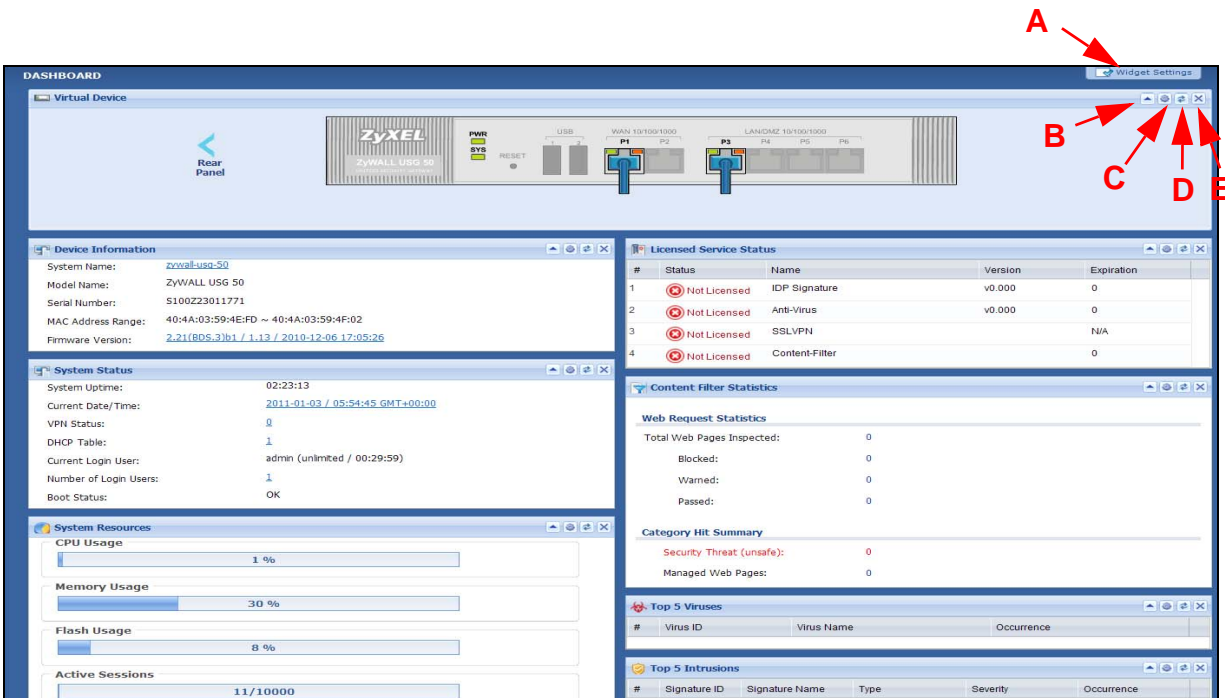 A
DASHBOARD
Widget Settings
Virtual Device
B
C
D
E
Rear
Panel
ZyXEL
ZyWALL USG 50
PWR
SYS
RESET
USB
1 2
WAN 10/100/1000
P1 P2
LAN/DMZ 10/100/1000
P3 P4 P5 P6
Device Information
System Name: zywall-usg-50
Model Name: ZyWALL USG 50
Serial Number: S100Z23011771
MAC Address Range: 40:4A:03:59:4E:FD ~ 40:4A:03:59:4F:02
Firmware Version: 2.21(BDS.3)b1 / 1.13 / 2010-12-06 17:05:26
System Status
System Uptime: 02:23:13
Current Date/Time: 2011-01-03 / 05:54:45 GMT+00:00
VPN Status: 0
DHCP Table: 1
Current Login User: admin (unlimited / 00:29:59)
Number of Login Users: 1
Boot Status: OK
System Resources
CPU Usage
1 %
Memory Usage
30 %
Flash Usage
8 %
Active Sessions
11/10000
Licensed Service Status
# Status Name Version Expiration
1 Not Licensed IDP Signature v0.000 0
2 Not Licensed Anti-Virus v0.000 0
3 Not Licensed SSLVPN N/A
4 Not Licensed Content-Filter 0
Content Filter Statistics
Web Request Statistics
Total Web Pages Inspected: 0
Blocked: 0
Warned: 0
Passed: 0
Category Hit Summary
Security Threat (unsafe): 0
Managed Web Pages: 0
Top 5 Viruses
# Virus ID Virus Name Occurrence
Top 5 Intrusions
# Signature ID Signature Name Type Severity Occurrence